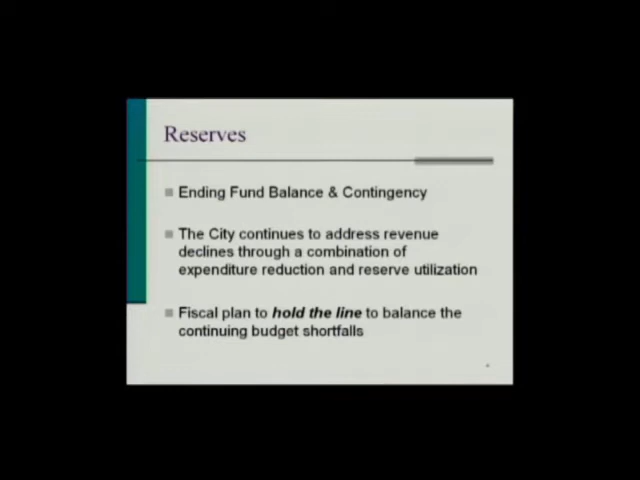 Reserves
Ending Fund Balance & Contingency
The City continues to address revenue
declines through a combination of
expenditure reduction and reserve utilization
Fiscal plan to hold the line to balance the
continuing budget shortfalls